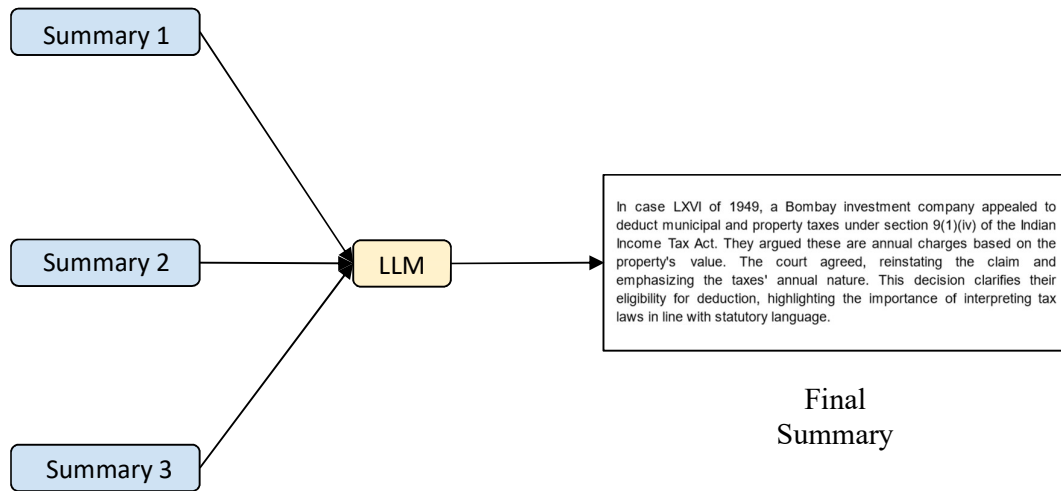 Summary 1
Summary 2
LLM
In case LXVI of 1949, a Bombay investment company appealed to
deduct municipal and property taxes under section 9(1)(iv) of the Indian
Income Tax Act. They argued these are annual charges based on the
property's value. The court agreed, reinstating the claim and
emphasizing the taxes' annual nature. This decision clarifies their
eligibility for deduction, highlighting the importance of interpreting tax
laws in line with statutory language.
Final
Summary
Summary 3